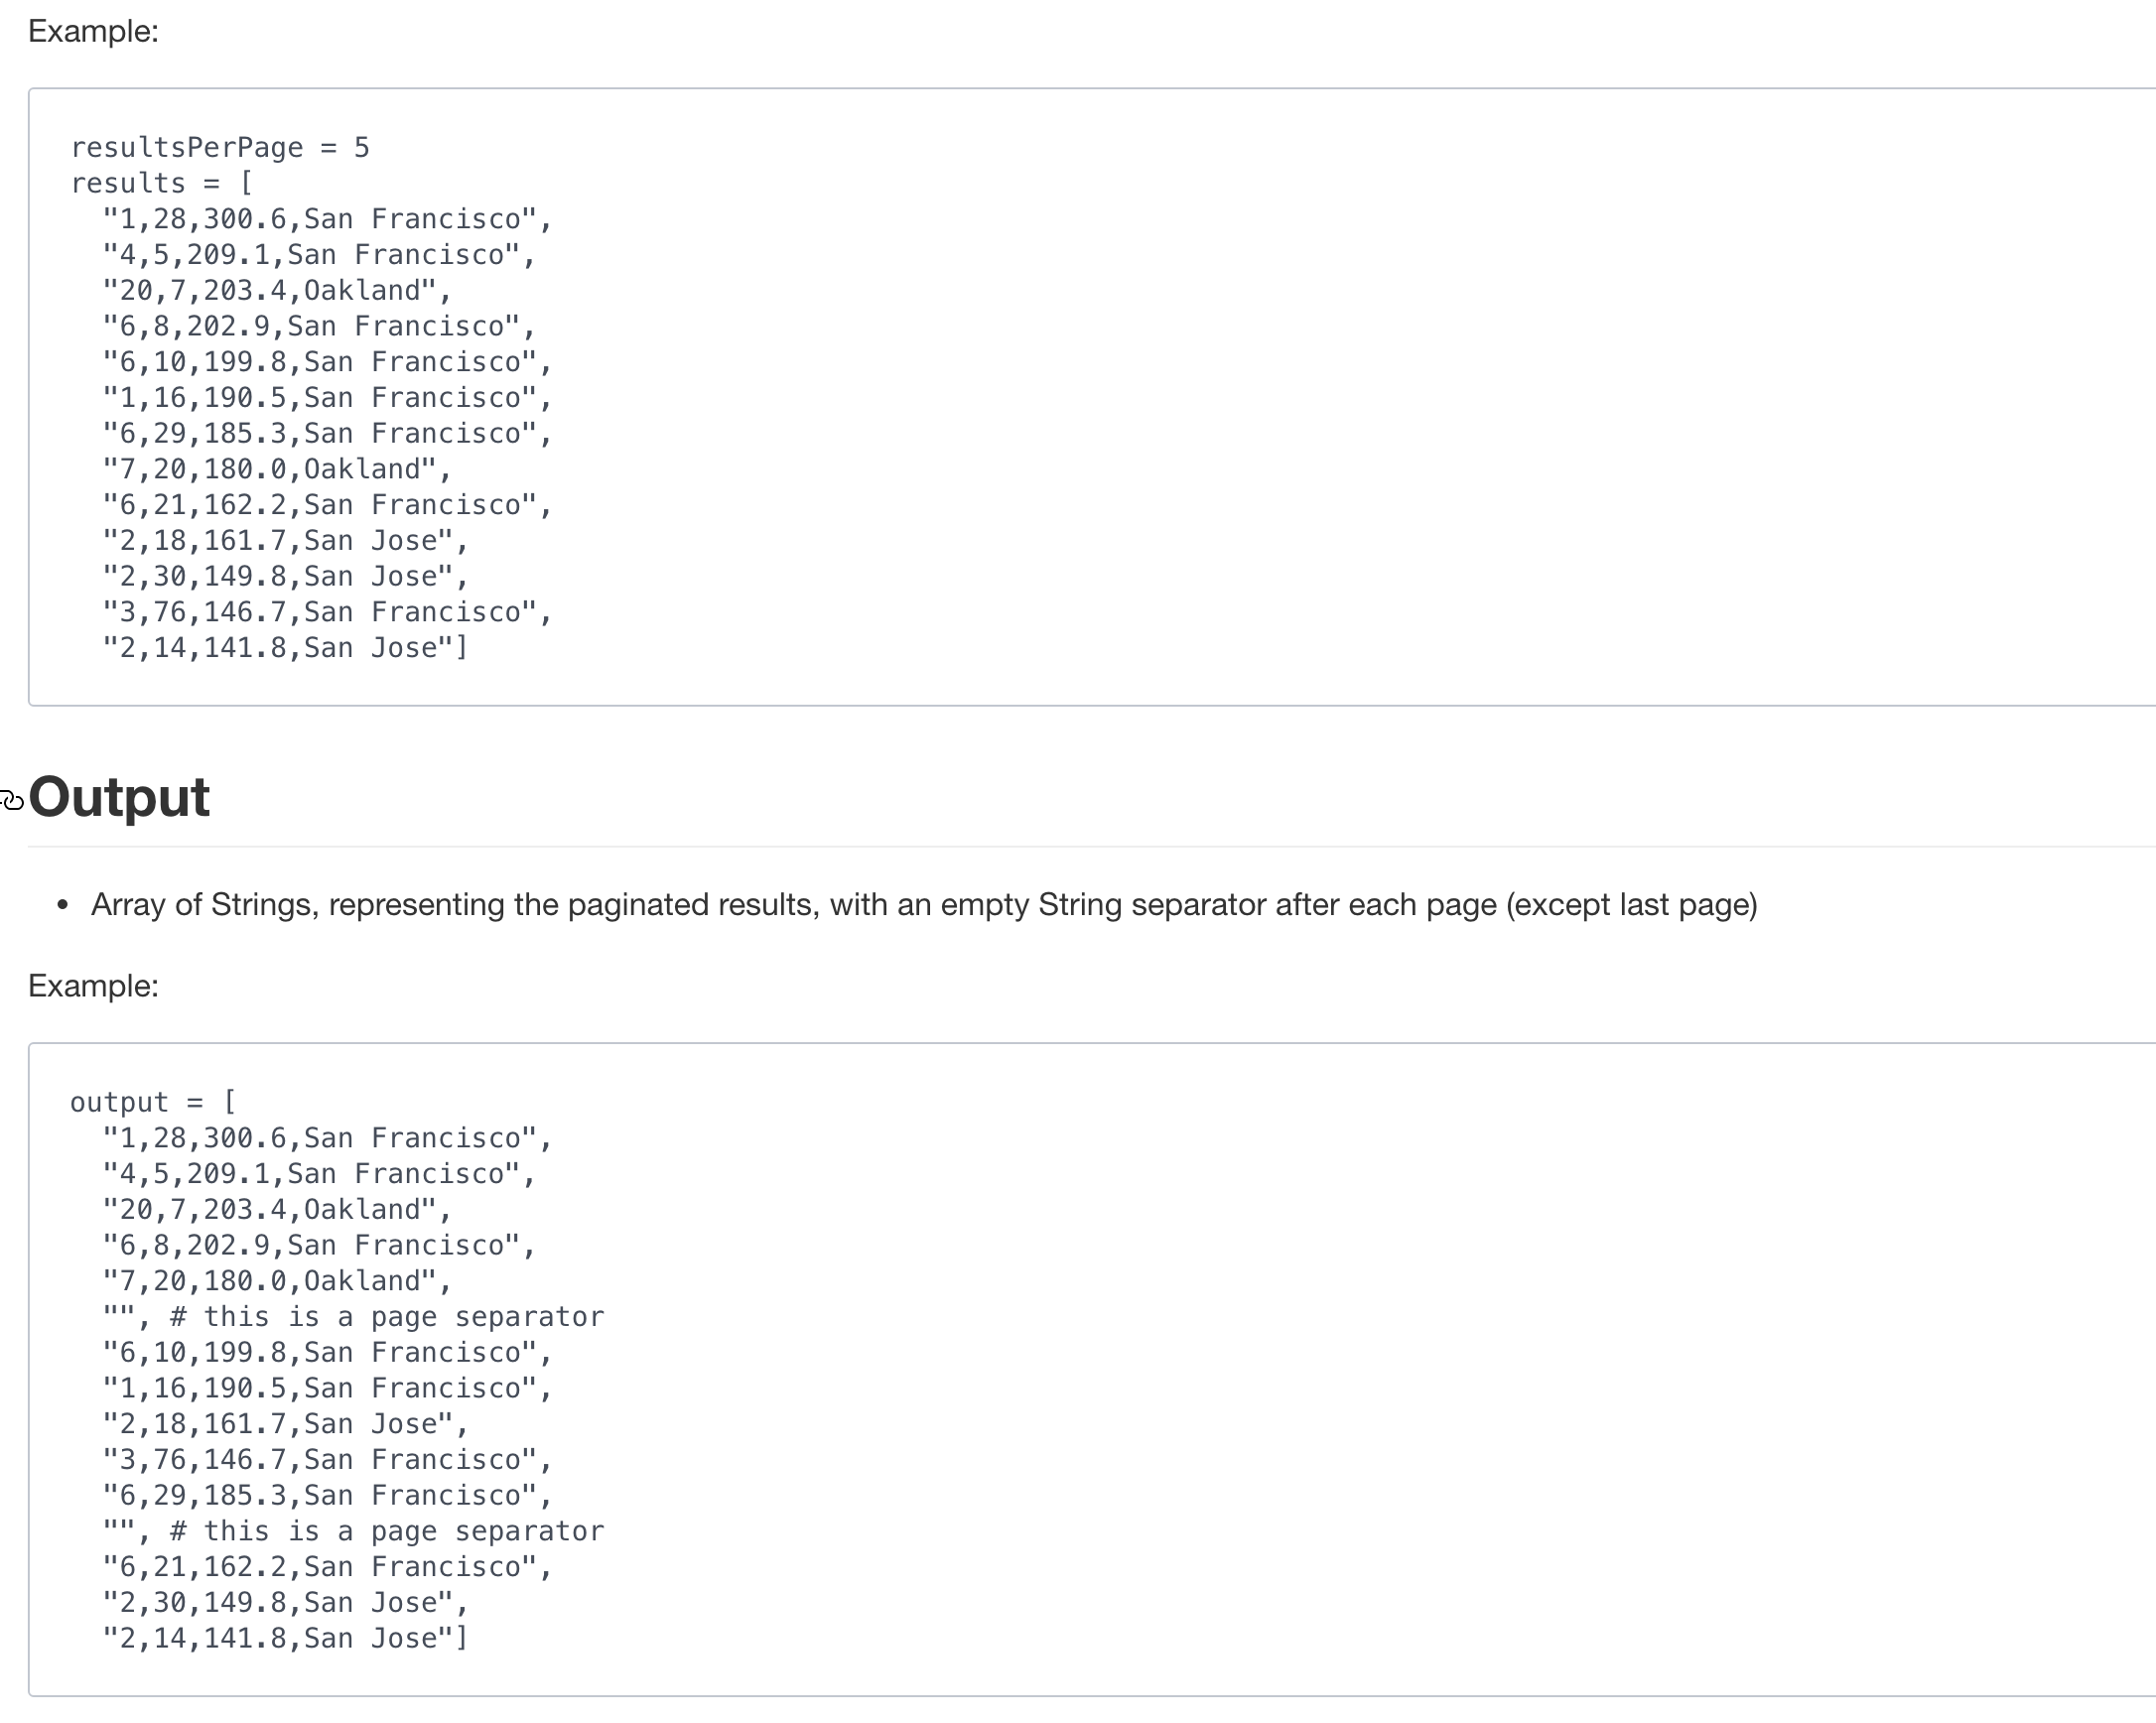 Example:
resultsPerPage = 5
results = [
  "1,28,300.6,San Francisco",
  "4,5,209.1,San Francisco",
  "20,7,203.4,Oakland",
  "6,8,202.9,San Francisco",
  "6,10,199.8,San Francisco",
  "1,16,190.5,San Francisco",
  "6,29,185.3,San Francisco",
  "7,20,180.0,Oakland",
  "6,21,162.2,San Francisco",
  "2,18,161.7,San Jose",
  "2,30,149.8,San Jose",
  "3,76,146.7,San Francisco",
  "2,14,141.8,San Jose"]
Output
• Array of Strings, representing the paginated results, with an empty String separator after each page (except last page)
Example:
output = [
  "1,28,300.6,San Francisco",
  "4,5,209.1,San Francisco",
  "20,7,203.4,Oakland",
  "6,8,202.9,San Francisco",
  "7,20,180.0,Oakland",
  "", # this is a page separator
  "6,10,199.8,San Francisco",
  "1,16,190.5,San Francisco",
  "2,18,161.7,San Jose",
  "3,76,146.7,San Francisco",
  "6,29,185.3,San Francisco",
  "", # this is a page separator
  "6,21,162.2,San Francisco",
  "2,30,149.8,San Jose",
  "2,14,141.8,San Jose"]